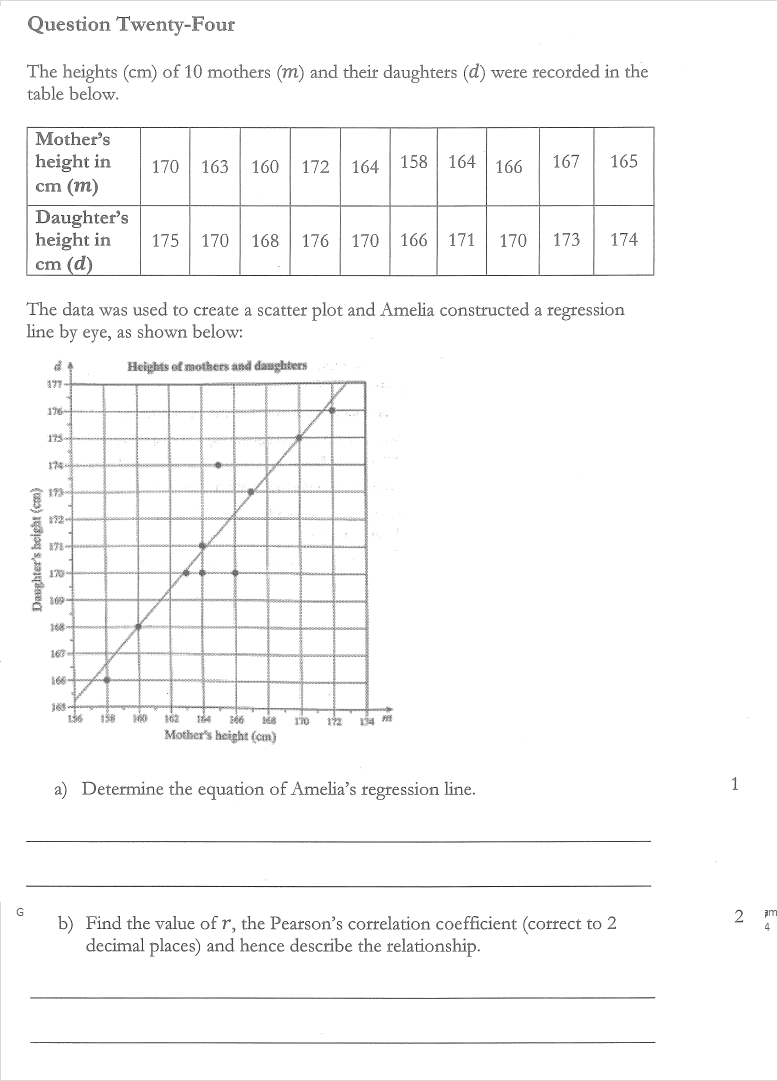 Question Twenty-Four
The heights (cm) of 10 mothers (m) and their daughters (d) were recorded in the
table below.
Mother's height in cm (m) 170 163 160 172 164 158 164 166 167 165
Daughter's height in cm (d) 175 170 168 176 170 166 171 170 173 174
The data was used to create a scatter plot and Amelia constructed a regression
line by eye, as shown below:
d Heights of mothers and daughters
177
176
175
174
173
172
171
170
169
168
167
166
165
Daughter's height (cm)
156 158 160 162 164 166 168 170 172 174 m
Mother's height (cm)
a) Determine the equation of Amelia's regression line. 1
G
b) Find the value of r, the Pearson's correlation coefficient (correct to 2 2
decimal places) and hence describe the relationship.
4